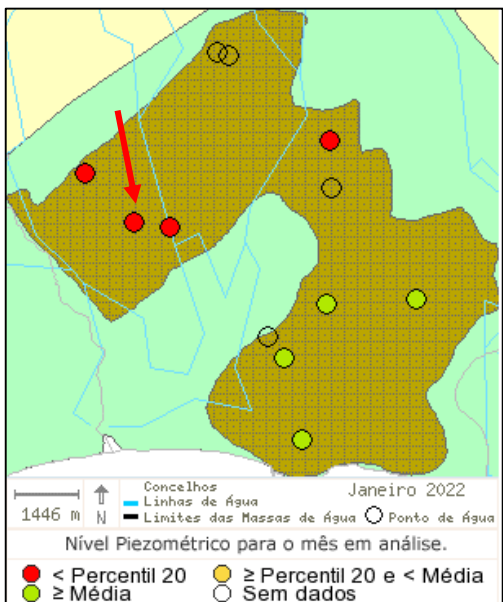 Concelhos
Linhas de Água
Limites das Massas de Água
Janeiro 2022
Ponto de Água
1446 m
N
Nível Piezométrico para o mês em análise.
< Percentil 20
≥ Percentil 20 e < Média
≥ Média
Sem dados